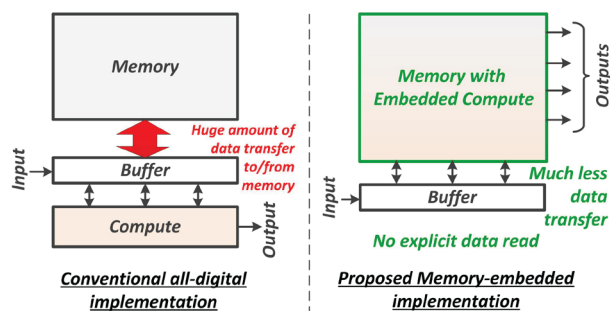 Memory
Huge amount of
data transfer
to/from
memory
Input
Buffer
Compute
Output
Conventional all-digital
implementation
Memory with
Embedded Compute
Outputs
Input
Buffer
Much less
data
transfer
No explicit data read
Proposed Memory-embedded
implementation